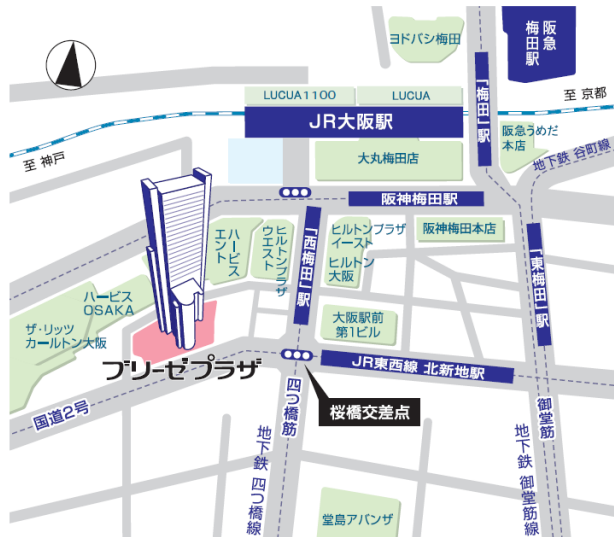 ヨドバシ梅田
阪急
梅田駅
LUCUA1100
LUCUA
「梅田」駅
至 京都
JR大阪駅
至 神戸
大丸梅田店
阪急うめだ
本店
地下鉄 谷町線
阪神梅田駅
ハービス
エント
ヒルトンプラザ
ウエスト
「西梅田」駅
ヒルトンプラザ
イースト
ヒルトン
大阪
阪神梅田本店
「東梅田」駅
ハービス
OSAKA
ザ・リッツ
カールトン大阪
大阪駅前
第1ビル
ブリーゼプラザ
JR東西線 北新地駅
国道2号
四つ橋筋
桜橋交差点
御堂筋
地下鉄 四つ橋線
地下鉄 御堂筋線
堂島アバンザ